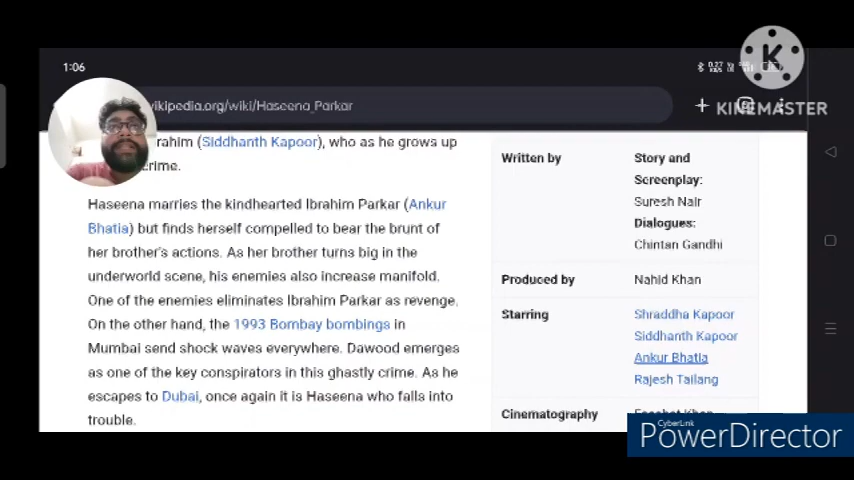 1:06
vikipedia.org/wiki/Haseena_Parkar
KINEMASTER
rahim (Siddhanth Kapoor), who as he grows up
crime.
Haseena marries the kindhearted Ibrahim Parkar (Ankur
Bhatia) but finds herself compelled to bear the brunt of
her brother's actions. As her brother turns big in the
underworld scene, his enemies also increase manifold.
One of the enemies eliminates Ibrahim Parkar as revenge.
On the other hand, the 1993 Bombay bombings in
Mumbai send shock waves everywhere. Dawood emerges
as one of the key conspirators in this ghastly crime. As he
escapes to Dubai, once again it is Haseena who falls into
trouble.
Written by
Story and
Screenplay:
Suresh Nair
Dialogues:
Chintan Gandhi
Produced by
Nahid Khan
Starring
Shraddha Kapoor
Siddhanth Kapoor
Ankur Bhatia
Rajesh Tailang
Cinematography
CyberLink
PowerDirector